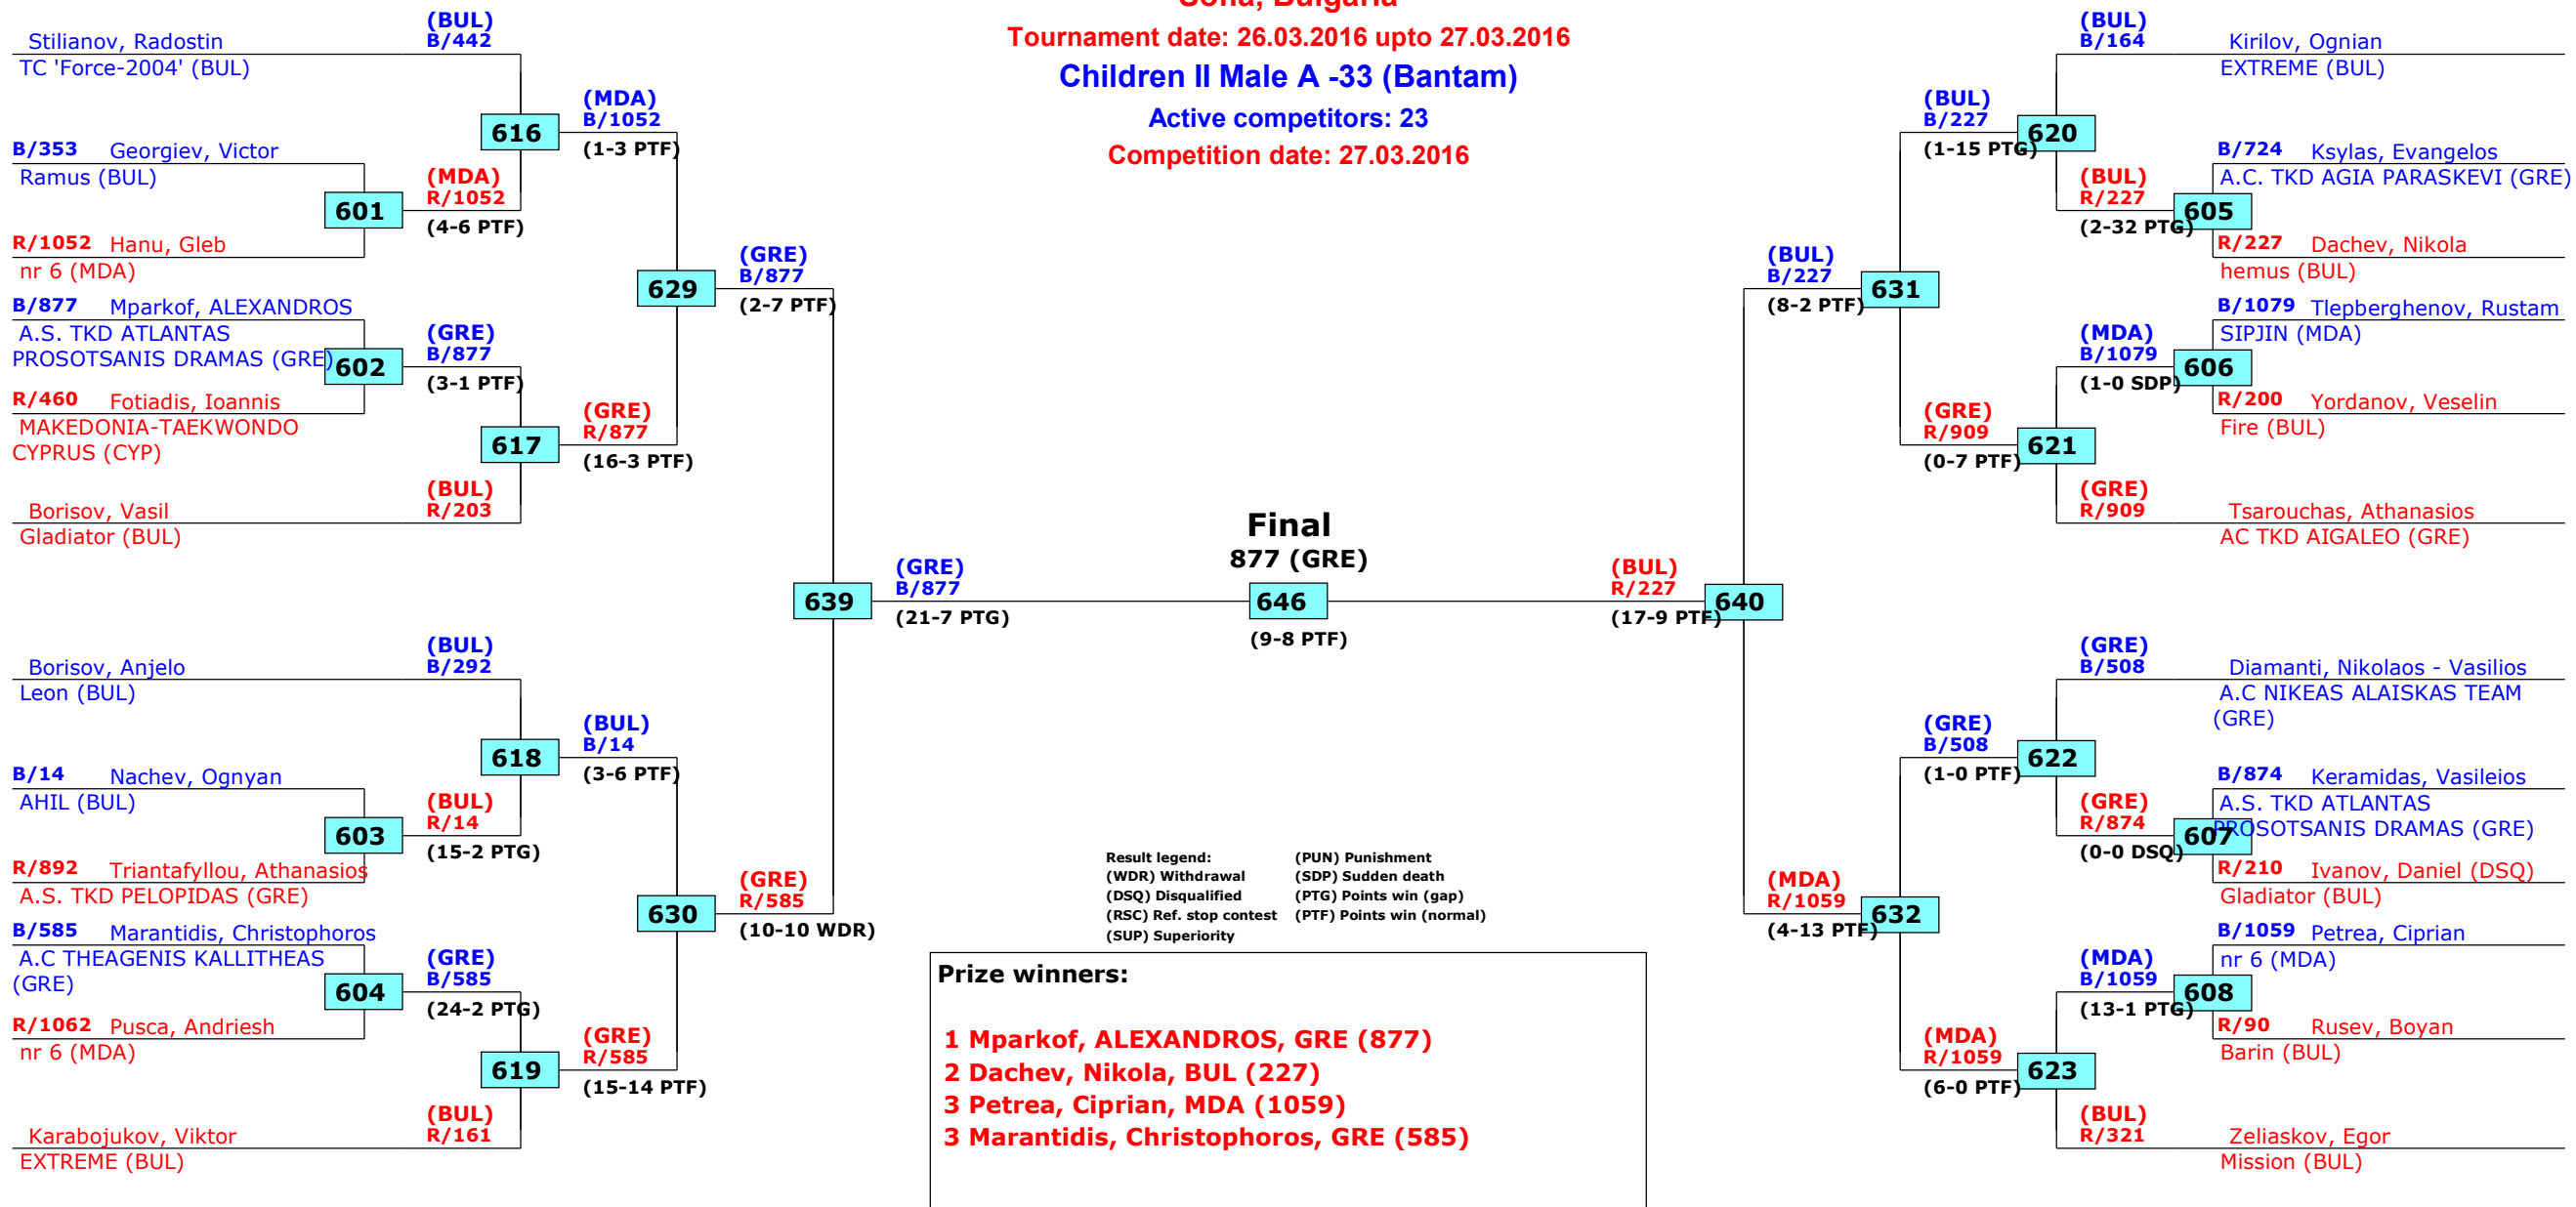 Sofia, Bulgaria
Tournament date: 26.03.2016 upto 27.03.2016
Children II Male A -33 (Bantam)
Active competitors: 23
Competition date: 27.03.2016
Stilianov, Radostin
TC 'Force-2004' (BUL)
(BUL)
B/442
616
(MDA)
B/1052
(1-3 PTF)
B/353 Georgiev, Victor
Ramus (BUL)
601
(MDA)
R/1052
(4-6 PTF)
R/1052 Hanu, Gleb
nr 6 (MDA)
629
(GRE)
B/877
(2-7 PTF)
B/877 Mparkof, ALEXANDROS
A.S. TKD ATLANTAS
PROSOTSANIS DRAMAS (GRE)
602
(GRE)
B/877
(3-1 PTF)
R/460 Fotiadis, Ioannis
MAKEDONIA-TAEKWONDO
CYPRUS (CYP)
617
(GRE)
R/877
(16-3 PTF)
Borisov, Vasil
Gladiator (BUL)
(BUL)
R/203
639
(GRE)
B/877
(21-7 PTG)
Borisov, Anjelo
Leon (BUL)
(BUL)
B/292
618
(BUL)
B/14
(3-6 PTF)
B/14 Nachev, Ognyan
AHIL (BUL)
603
(BUL)
R/14
(15-2 PTG)
R/892 Triantafyllou, Athanasios
A.S. TKD PELOPIDAS (GRE)
630
(GRE)
R/585
(10-10 WDR)
B/585 Marantidis, Christophoros
A.C THEAGENIS KALLITHEAS
(GRE)
604
(GRE)
B/585
(24-2 PTG)
R/1062 Pusca, Andriesh
nr 6 (MDA)
619
(GRE)
R/585
(15-14 PTF)
Karabojukov, Viktor
EXTREME (BUL)
(BUL)
R/161
Final
877 (GRE)
646
(9-8 PTF)
(BUL)
B/164
Kirilov, Ognian
EXTREME (BUL)
(BUL)
B/227
(1-15 PTG)
620
B/724 Ksylas, Evangelos
A.C. TKD AGIA PARASKEVI (GRE)
(BUL)
R/227
(2-32 PTG)
605
R/227 Dachev, Nikola
hemus (BUL)
(BUL)
B/227
(8-2 PTF)
631
B/1079 Tlepberghenov, Rustam
SIPJIN (MDA)
(MDA)
B/1079
(1-0 SDP)
606
R/200 Yordanov, Veselin
Fire (BUL)
(GRE)
R/909
(0-7 PTF)
621
(GRE)
R/909
Tsarouchas, Athanasios
AC TKD AIGALEO (GRE)
(BUL)
R/227
(17-9 PTF)
640
(GRE)
B/508
Diamanti, Nikolaos - Vasilios
A.C NIKEAS ALAISKAS TEAM
(GRE)
(GRE)
B/508
(1-0 PTF)
622
B/874 Keramidas, Vasileios
A.S. TKD ATLANTAS
PROSOTSANIS DRAMAS (GRE)
(GRE)
R/874
(0-0 DSQ)
607
R/210 Ivanov, Daniel (DSQ)
Gladiator (BUL)
(MDA)
R/1059
(4-13 PTF)
632
B/1059 Petrea, Ciprian
nr 6 (MDA)
(MDA)
B/1059
(13-1 PTG)
608
R/90 Rusev, Boyan
Barin (BUL)
(MDA)
R/1059
(6-0 PTF)
623
(BUL)
R/321
Zeliaskov, Egor
Mission (BUL)
Result legend: (PUN) Punishment
(WDR) Withdrawal (SDP) Sudden death
(DSQ) Disqualified (PTG) Points win (gap)
(RSC) Ref. stop contest (PTF) Points win (normal)
(SUP) Superiority
Prize winners:
1 Mparkof, ALEXANDROS, GRE (877)
2 Dachev, Nikola, BUL (227)
3 Petrea, Ciprian, MDA (1059)
3 Marantidis, Christophoros, GRE (585)